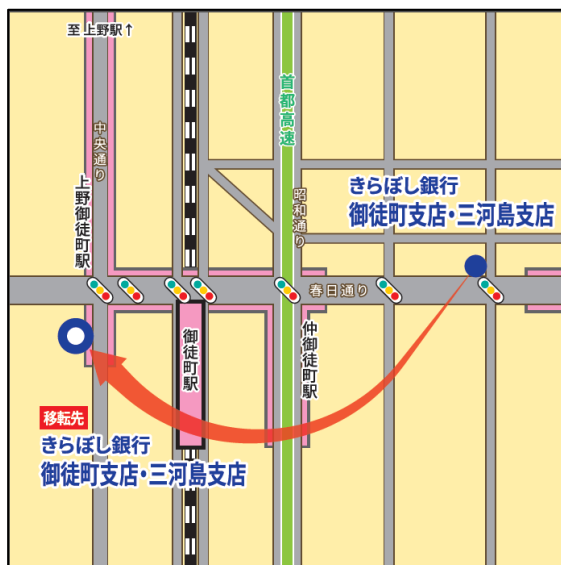 至 上野駅↑
中央通り
上野御徒町駅
首都高速
昭和通り
きらぼし銀行
御徒町支店・三河島支店
春日通り
御徒町駅
仲御徒町駅
移転先
きらぼし銀行
御徒町支店・三河島支店